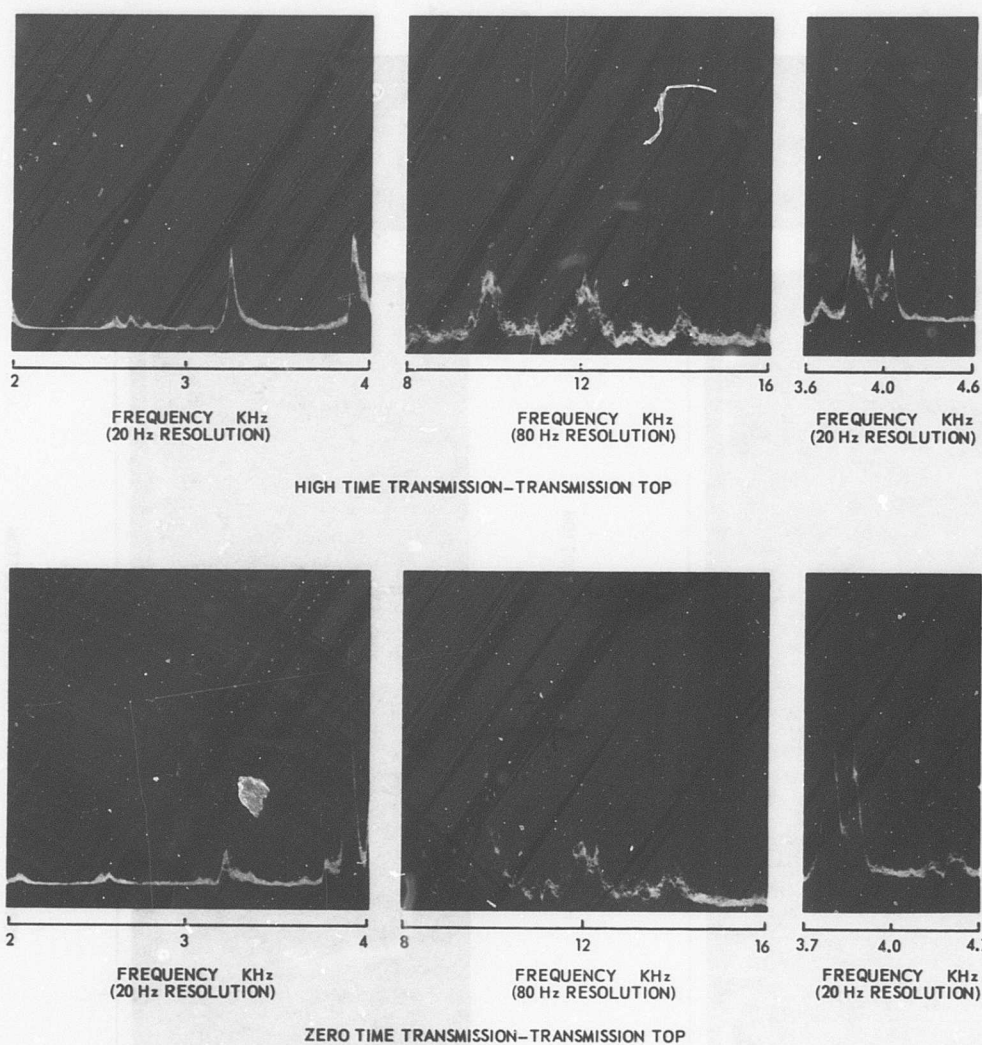 2 3 4 8 12 16 3.6 4.0 4.6
FREQUENCY KHz FREQUENCY KHz FREQUENCY KHz
(20 Hz RESOLUTION) (80 Hz RESOLUTION) (20 Hz RESOLUTION)
HIGH TIME TRANSMISSION-TRANSMISSION TOP
2 3 4 8 12 16 3.7 4.0
FREQUENCY KHz FREQUENCY KHz FREQUENCY KHz
(20 Hz RESOLUTION) (80 Hz RESOLUTION) (20 Hz RESOLUTION)
ZERO TIME TRANSMISSION-TRANSMISSION TOP